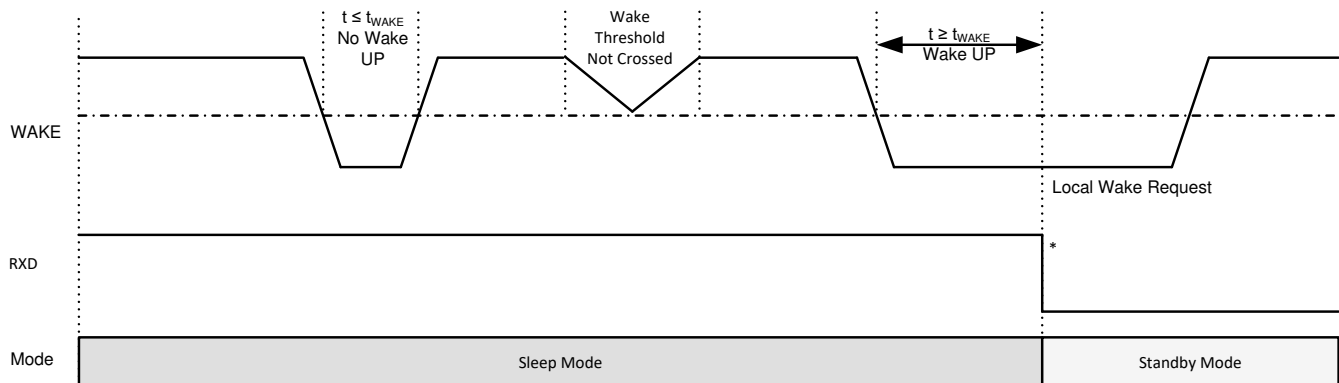 t ≤ tWAKE
No Wake
UP
Wake
Threshold
Not Crossed
t ≥ tWAKE
Wake UP
WAKE
Local Wake Request
RXD
*
Mode
Sleep Mode
Standby Mode